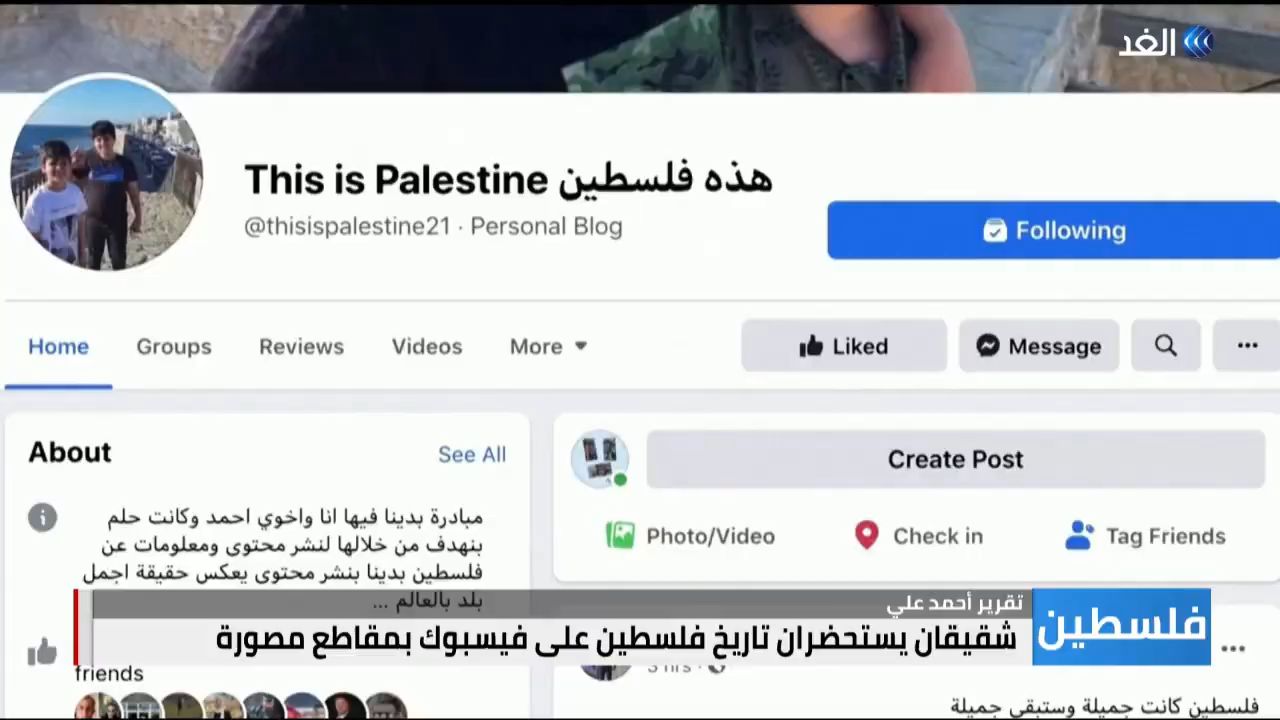 الغد
This is Palestine هذه فلسطين
@thisispalestine21 · Personal Blog
Following
Home Groups Reviews Videos More
Liked Message
About
See All
Create Post
مبادرة بدينا فيها انا واخوي احمد وكانت حلم
بنهدف من خلالها لنشر محتوى ومعلومات عن
فلسطين بدينا بنشر محتوى يعكس حقيقة اجمل
بلد بالعالم ...
Photo/Video Check in Tag Friends
تقرير أحمد علي
فلسطين
شقيقان يستحضران تاريخ فلسطين على فيسبوك بمقاطع مصورة
friends
3 hrs
فلسطين كانت جميلة وستبقى جميلة